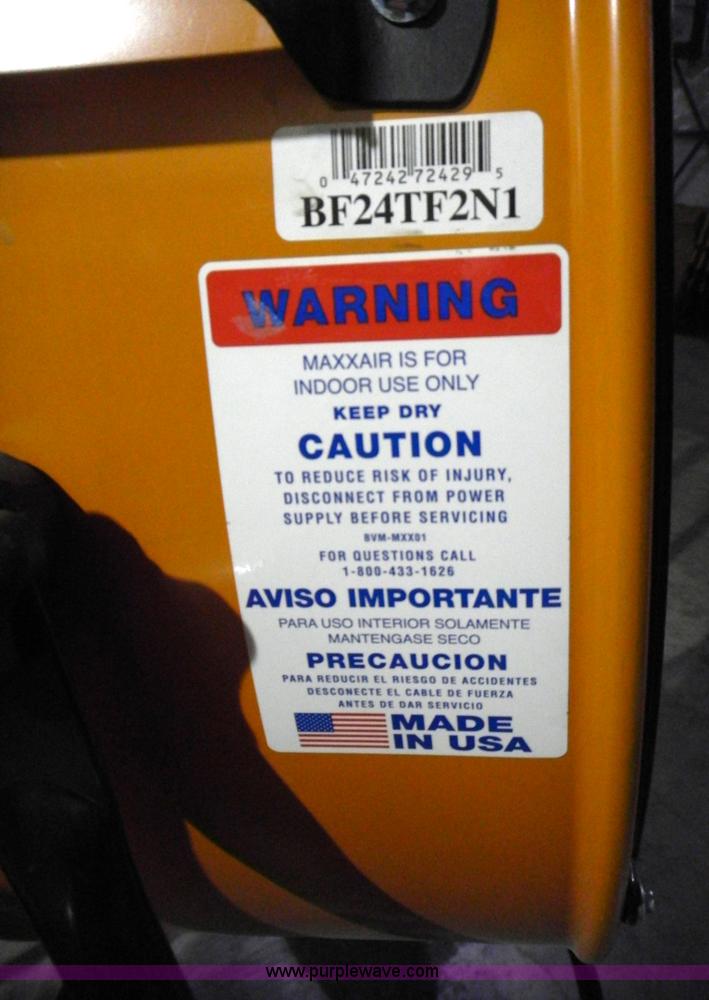 0 47242 72429 5
BF24TF2N1
WARNING
MAXXAIR IS FOR
INDOOR USE ONLY
KEEP DRY
CAUTION
TO REDUCE RISK OF INJURY,
DISCONNECT FROM POWER
SUPPLY BEFORE SERVICING
BVM-MXX01
FOR QUESTIONS CALL
1-800-433-1626
AVISO IMPORTANTE
PARA USO INTERIOR SOLAMENTE
MANTENGASE SECO
PRECAUCION
PARA REDUCIR EL RIESGO DE ACCIDENTES
DESCONECTE EL CABLE DE FUERZA
ANTES DE DAR SERVICIO
MADE
IN USA
www.purplewave.com